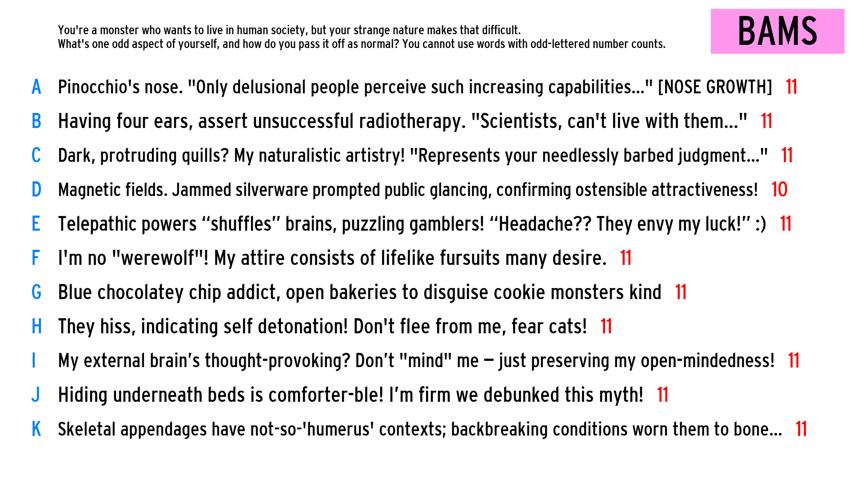 You're a monster who wants to live in human society, but your strange nature makes that difficult.
What's one odd aspect of yourself, and how do you pass it off as normal? You cannot use words with odd-lettered number counts.
BAMS
A Pinocchio's nose. "Only delusional people perceive such increasing capabilities..." [NOSE GROWTH] 11
B Having four ears, assert unsuccessful radiotherapy. "Scientists, can't live with them..." 11
C Dark, protruding quills? My naturalistic artistry! "Represents your needlessly barbed judgment..." 11
D Magnetic fields. Jammed silverware prompted public glancing, confirming ostensible attractiveness! 10
E Telepathic powers “shuffles” brains, puzzling gamblers! “Headache?? They envy my luck!” :) 11
F I'm no "werewolf"! My attire consists of lifelike fursuits many desire. 11
G Blue chocolatey chip addict, open bakeries to disguise cookie monsters kind 11
H They hiss, indicating self detonation! Don't flee from me, fear cats! 11
I My external brain’s thought-provoking? Don’t "mind" me – just preserving my open-mindedness! 11
J Hiding underneath beds is comforter-ble! I’m firm we debunked this myth! 11
K Skeletal appendages have not-so-'humerus' contexts; backbreaking conditions worn them to bone... 11